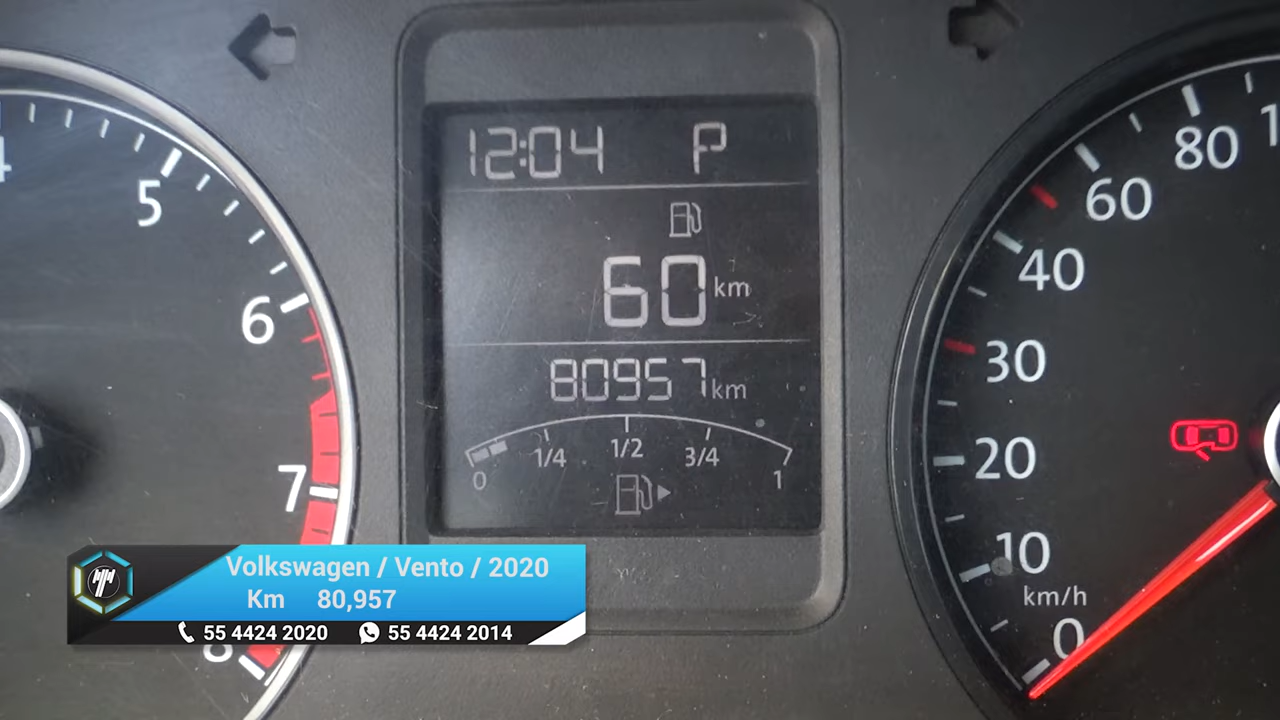 12:04 P
60 km
80957 km
0 1/4 1/2 3/4 1
5
6
7
8
80
60
40
30
20
10
km/h
0
Volkswagen / Vento / 2020
Km 80,957
55 4424 2020 55 4424 2014